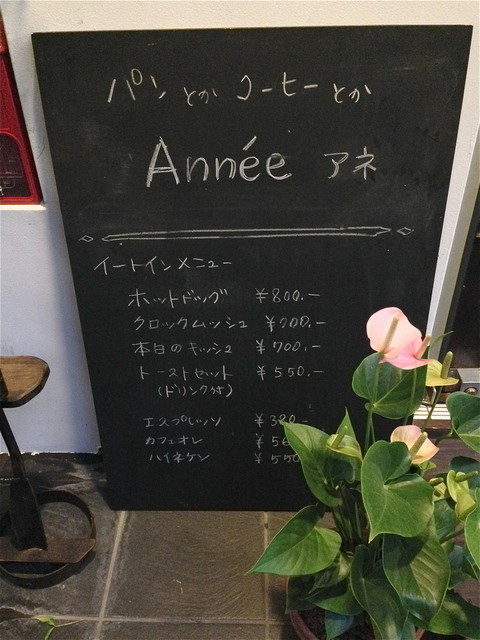 パン とか コーヒー とか
Année アネ
イートインメニュー
ホットドッグ ¥800.-
クロックムッシュ ¥700.-
本日のキッシュ ¥700.-
トーストセット ¥550.-
(ドリンク付)
エスプレッソ ¥380.-
カフェオレ ¥
ハイネケン ¥550